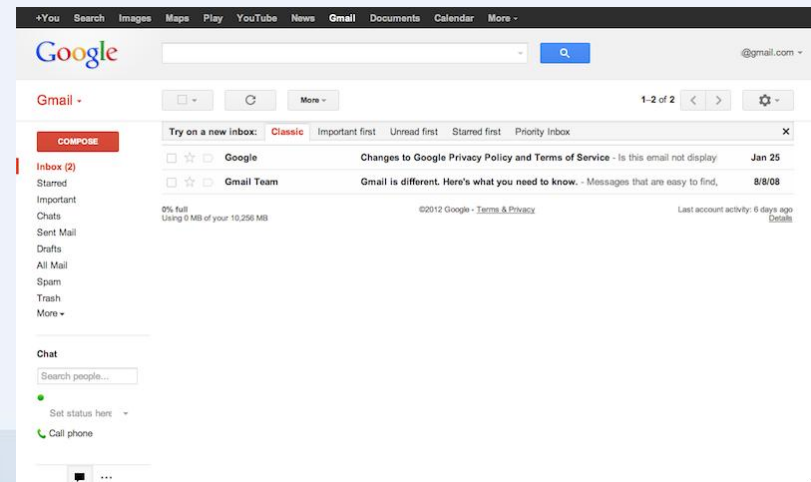 +You Search Images Maps Play YouTube News Gmail Documents Calendar More
Google
@gmail.com
Gmail
More
1–2 of 2
COMPOSE
Try on a new inbox: Classic Important first Unread first Starred first Priority Inbox x
Inbox (2)
Google Changes to Google Privacy Policy and Terms of Service - Is this email not display Jan 25
Starred
Gmail Team Gmail is different. Here's what you need to know. - Messages that are easy to find, 8/8/08
Important
Chats
0% full ©2012 Google - Terms & Privacy Last account activity: 6 days ago
Using 0 MB of your 10,256 MB Details
Sent Mail
Drafts
All Mail
Spam
Trash
More
Chat
Search people...
Set status here
Call phone
...